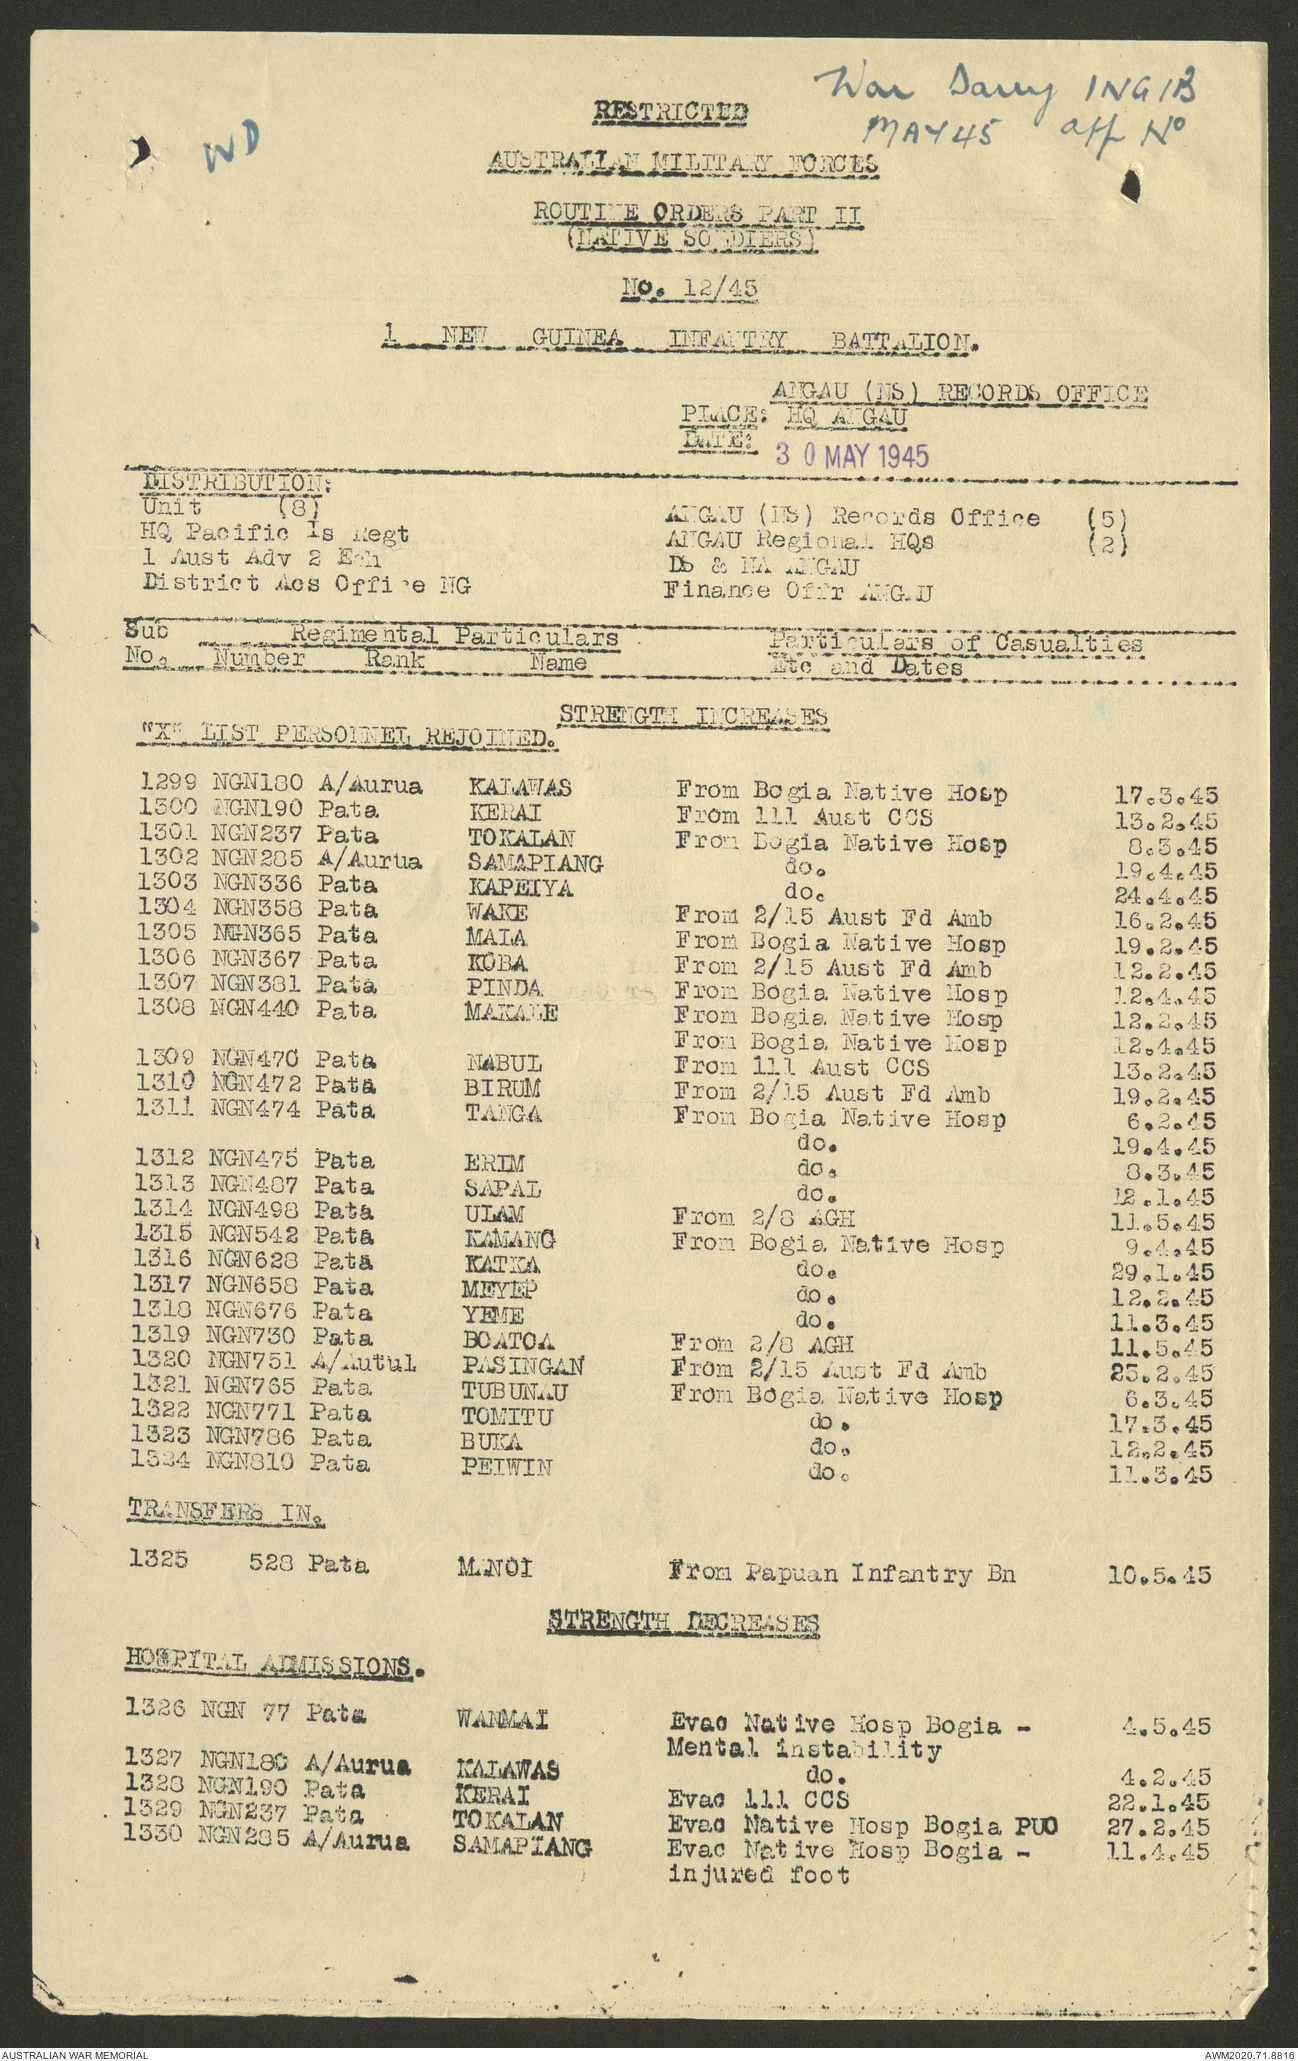 War Dairy 1NGIB
MAY 45 aff No
WD
RESTRICTED
AUSTRALIAN MILITARY FORCES
ROUTINE ORDERS PART II
(NATIVE SOLDIERS)
No. 12/45
1 NEW GUINEA INFANTRY BATTALION.
ANGAU (NS) RECORDS OFFICE
PLACE: HQ ANGAU
DATE: 30 MAY 1945
DISTRIBUTION:
Unit (8) ANGAU (NS) Records Office (5)
HQ Pacific Is Regt ANGAU Regional HQs (2)
1 Aust Adv 2 Ech DS & NA ANGAU
District Acs Office NG Finance Offr ANGAU
Sub Regimental Particulars Particulars of Casualties
No. Number Rank Name Etc and Dates
STRENGTH INCREASES
"X" LIST PERSONNEL REJOINED.
1299 NGN180 A/Aurua KALAWAS From Bogia Native Hosp 17.3.45
1300 NGN190 Pata KERAI From 111 Aust CCS 13.2.45
1301 NGN237 Pata TOKALAN From Bogia Native Hosp 8.3.45
1302 NGN285 A/Aurua SAMAPIANG do. 19.4.45
1303 NGN336 Pata KAPEIYA do. 24.4.45
1304 NGN358 Pata WAKE From 2/15 Aust Fd Amb 16.2.45
1305 NGN365 Pata MAIA From Bogia Native Hosp 19.2.45
1306 NGN367 Pata KOBA From 2/15 Aust Fd Amb 12.2.45
1307 NGN381 Pata PINDA From Bogia Native Hosp 12.4.45
1308 NGN440 Pata MAKALE From Bogia Native Hosp 12.2.45
From Bogia Native Hosp 12.4.45
1309 NGN470 Pata NABUL From 111 Aust CCS 13.2.45
1310 NGN472 Pata BIRUM From 2/15 Aust Fd Amb 19.2.45
1311 NGN474 Pata TANGA From Bogia Native Hosp 6.2.45
do. 19.4.45
1312 NGN475 Pata ERIM do. 8.3.45
1313 NGN487 Pata SAPAL do. 12.1.45
1314 NGN498 Pata ULAM From 2/8 AGH 11.5.45
1315 NGN542 Pata KAMANG From Bogia Native Hosp 9.4.45
1316 NGN628 Pata KATKA do. 29.1.45
1317 NGN658 Pata MEYEP do. 12.2.45
1318 NGN676 Pata YEME do. 11.3.45
1319 NGN730 Pata BOATOA From 2/8 AGH 11.5.45
1320 NGN751 A/Autul PASINGAN From 2/15 Aust Fd Amb 25.2.45
1321 NGN765 Pata TUBUNAU From Bogia Native Hosp 6.3.45
1322 NGN771 Pata TOMITU do. 17.3.45
1323 NGN786 Pata BUKA do. 12.2.45
1324 NGN810 Pata PEIWIN do. 11.3.45
TRANSFERS IN.
1325 528 Pata MANOI From Papuan Infantry Bn 10.5.45
STRENGTH DECREASES
HOSPITAL ADMISSIONS.
1326 NGN 77 Pata WANMAI Evac Native Hosp Bogia - 4.5.45
Mental instability
1327 NGN180 A/Aurua KALAWAS do. 4.2.45
1328 NGN190 Pata KERAI Evac 111 CCS 22.1.45
1329 NGN237 Pata TOKALAN Evac Native Hosp Bogia PUO 27.2.45
1330 NGN285 A/Aurua SAMAPIANG Evac Native Hosp Bogia - 11.4.45
injured foot
AUSTRALIAN WAR MEMORIAL AWM2020.71.8816